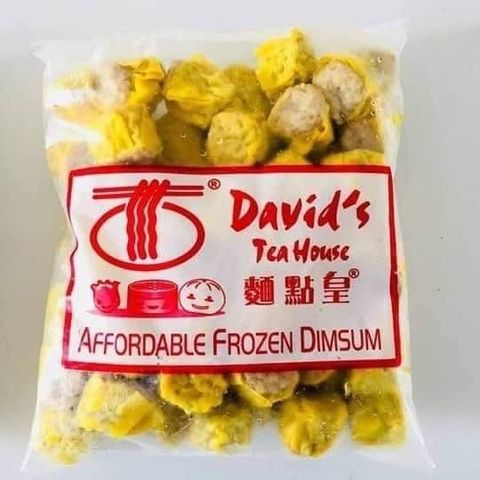 ®
David's
Tea House
麵點皇®
AFFORDABLE FROZEN DIMSUM